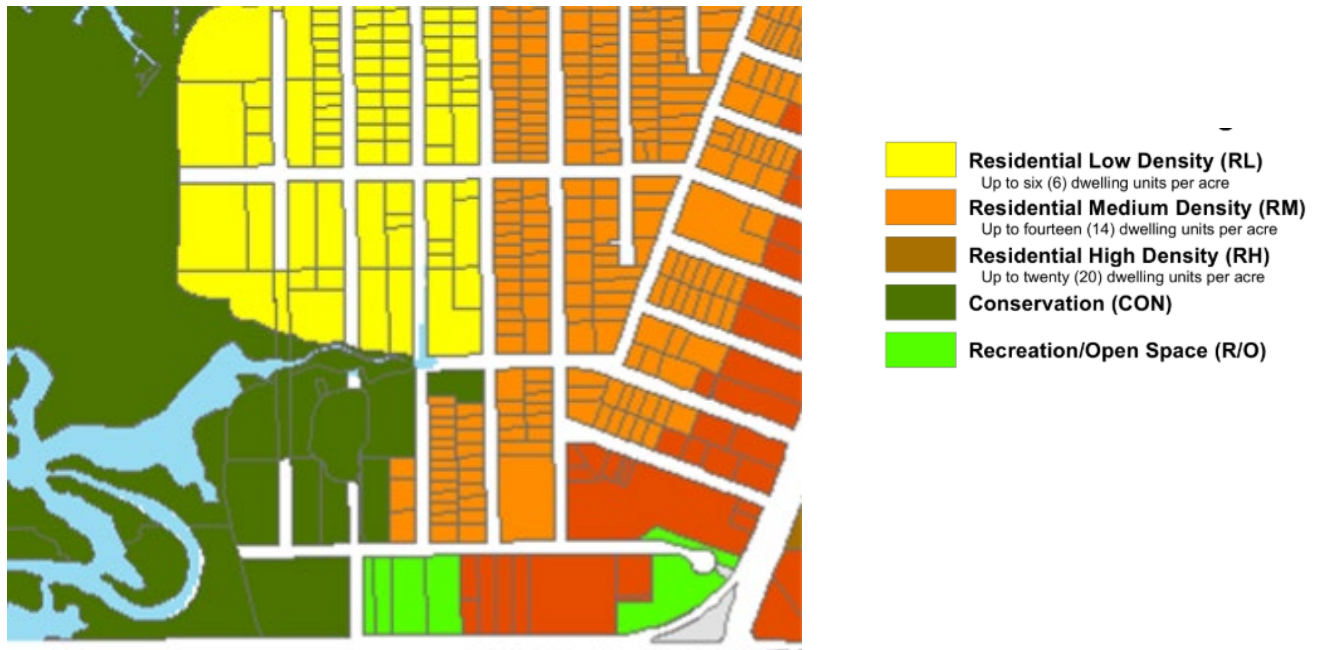 Residential Low Density (RL)
Up to six (6) dwelling units per acre
Residential Medium Density (RM)
Up to fourteen (14) dwelling units per acre
Residential High Density (RH)
Up to twenty (20) dwelling units per acre
Conservation (CON)
Recreation/Open Space (R/O)